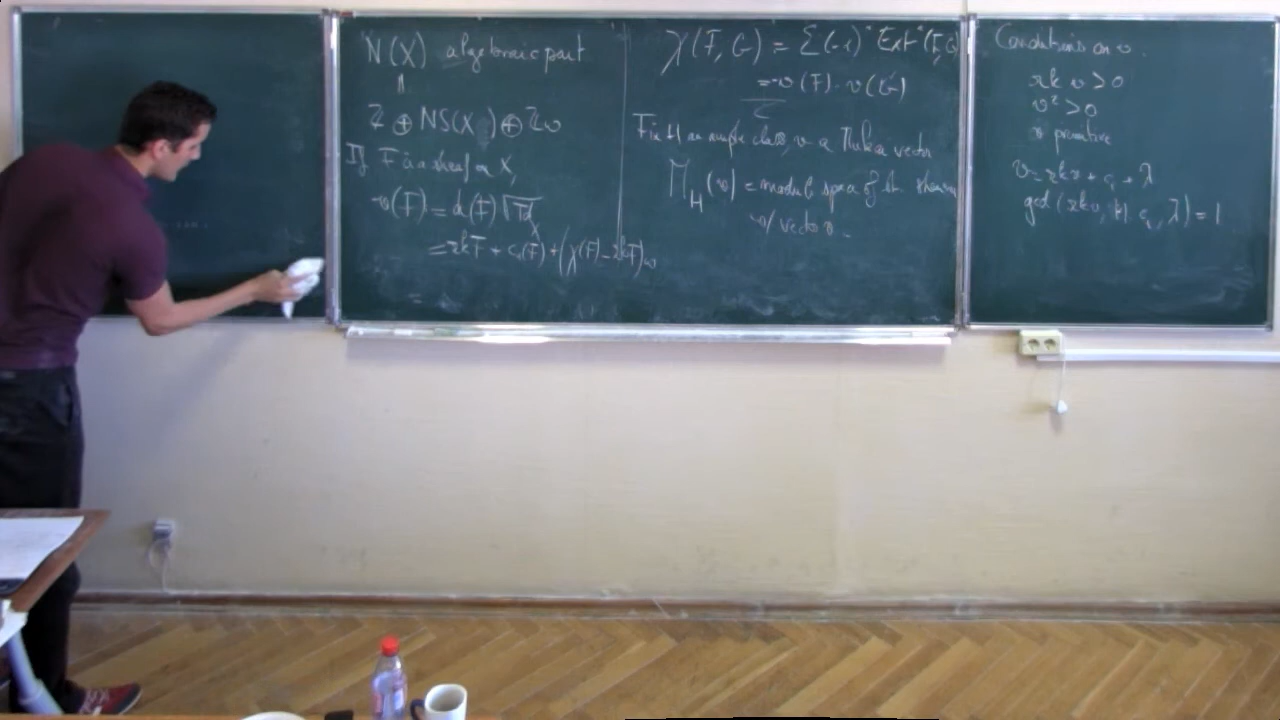 N(X) algebraic part
||
Z ⊕ NS(X) ⊕ Zω
If F is a sheaf on X,
v(F) = ch(F) √Td_X
= rk F + c₁(F) + (χ(F) - rk F)ω
χ(F, G) = Σ(-1)^i Ext^i(F, G)
= -v(F) · v(G)
Fix H an ample class, v a Mukai vector
M_H(v) = moduli space of st. sheaves
w/ vector v.
Conditions on v.
rk v > 0
v² > 0
v primitive
v = rk v + c₁ + λ
gcd(rk v, H c₁, λ) = 1